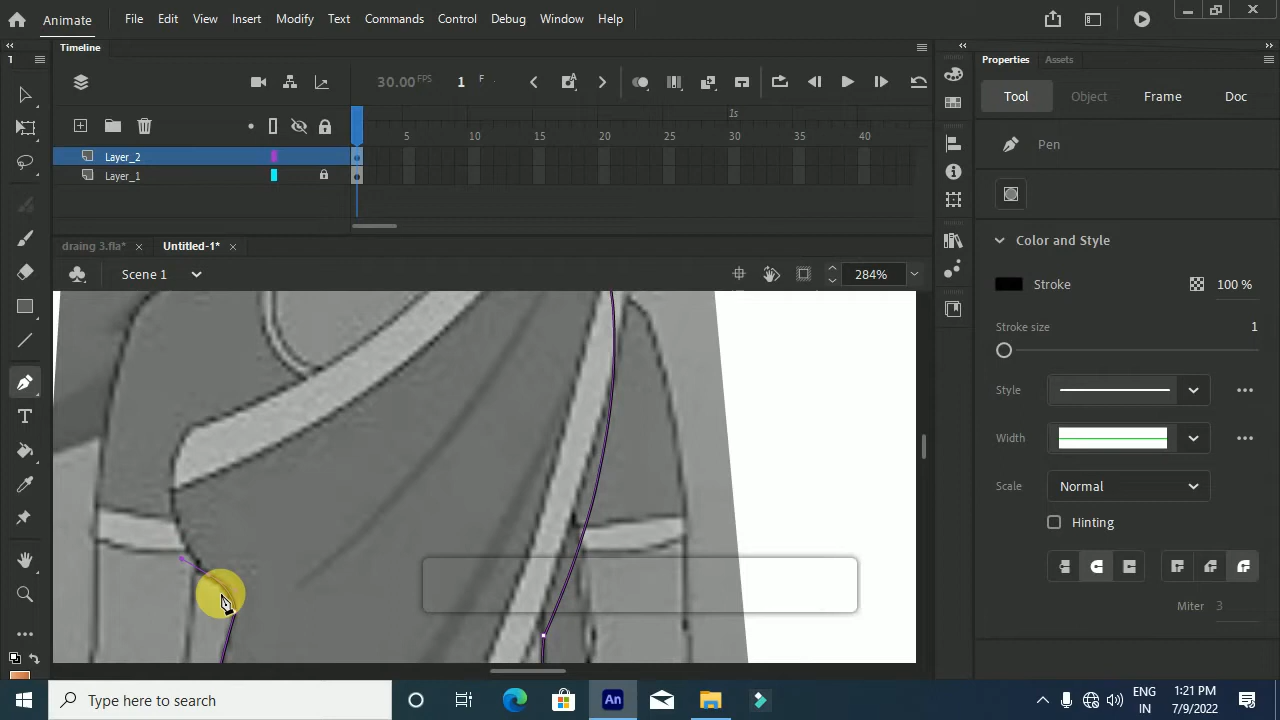 Animate File Edit View Insert Modify Text Commands Control Debug Window Help
Timeline Properties Assets
30.00 FPS 1 F Tool Object Frame Doc
1s
5 10 15 20 25 30 35 40
Layer_2 Pen
Layer_1
draing 3.fla* Untitled-1* Color and Style
Scene 1 284% Stroke 100 %
Stroke size 1
Style
Width
Scale Normal
Hinting
Miter 3
Type here to search An ENG IN 1:21 PM 7/9/2022